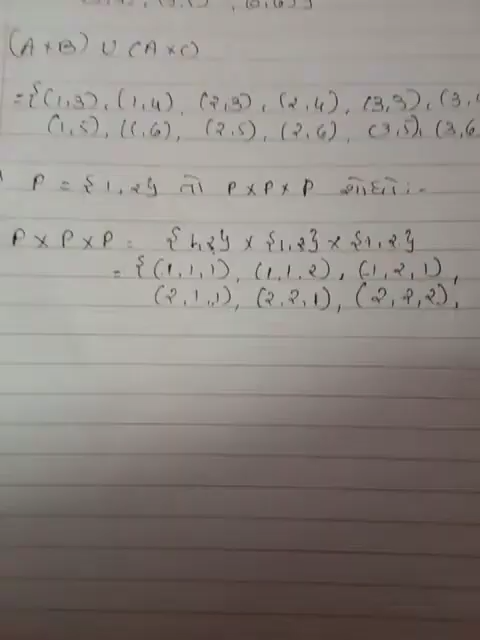 (A×B) ∪ (A×C)
={(1,3), (1,4), (2,3), (2,4), (3,3), (3,
(1,5), (1,6), (2,5), (2,6), (3,5), (3,6
P = {1,2} તો P×P×P શોધો :-
P×P×P = {1,2} × {1,2} × {1,2}
= {(1,1,1), (1,1,2), (1,2,1),
(2,1,1), (2,2,1), (2,2,2),